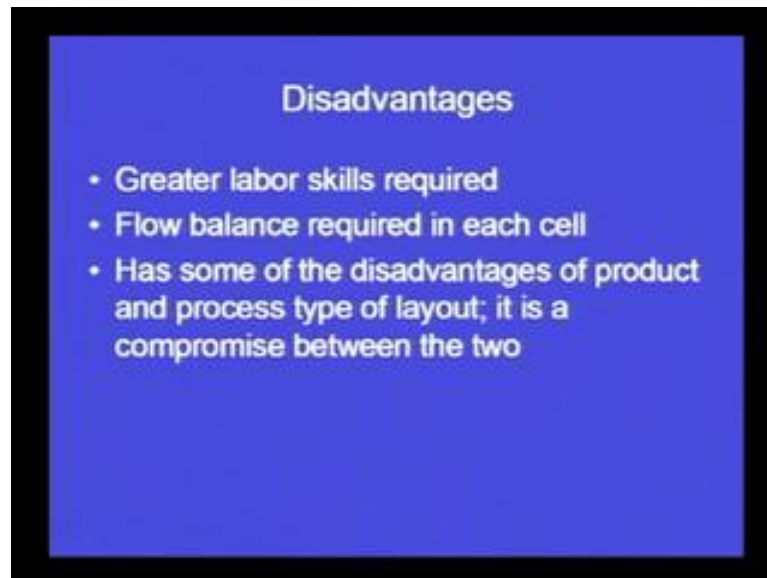 Disadvantages
• Greater labor skills required
• Flow balance required in each cell
• Has some of the disadvantages of product
and process type of layout; it is a
compromise between the two